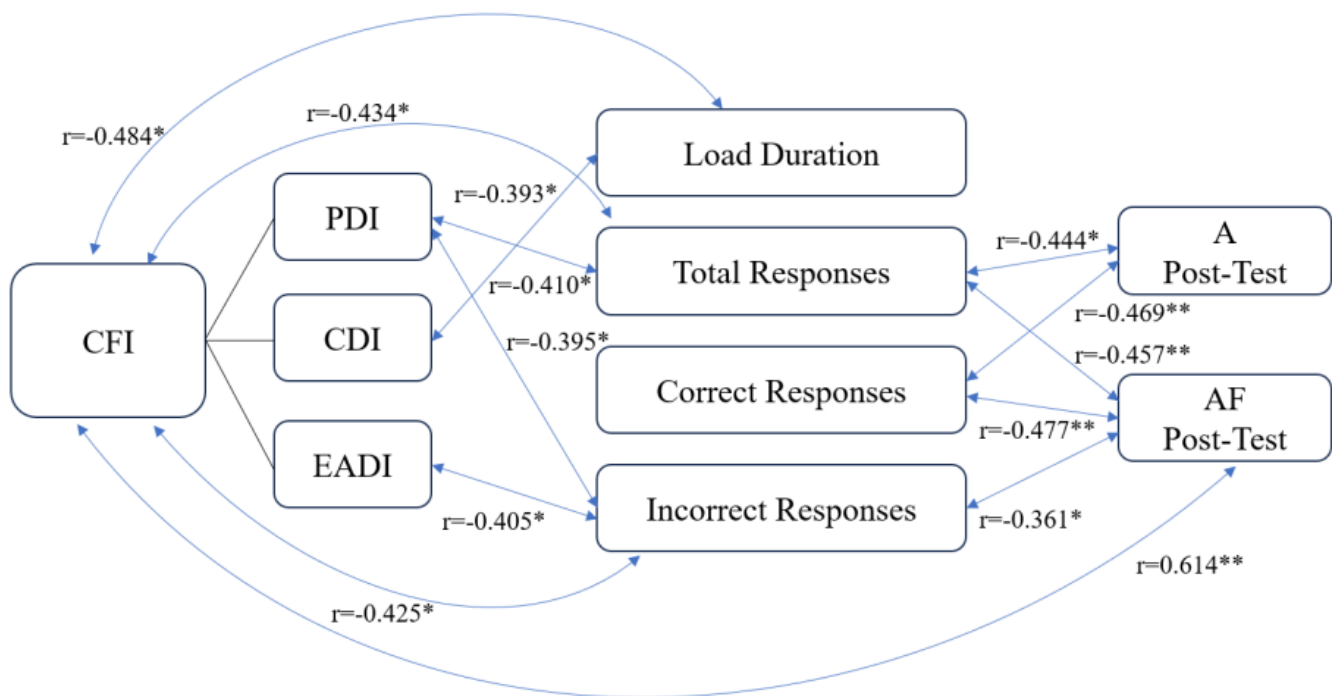 r=-0.484*
r=-0.434*
Load Duration
PDI
r=-0.393*
A
Post-Test
r=-0.444*
Total Responses
r=-0.410*
CFI
CDI
r=-0.469**
r=-0.395*
r=-0.457**
Correct Responses
AF
Post-Test
r=-0.477**
EADI
Incorrect Responses
r=-0.405*
r=-0.361*
r=0.614**
r=-0.425*